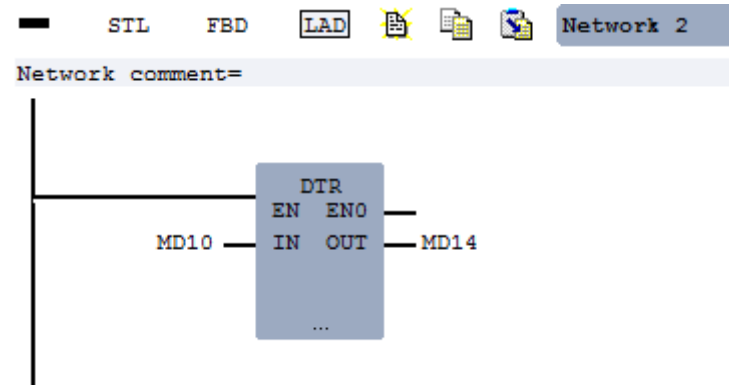 STL FBD LAD Network 2
Network comment=
DTR
EN ENO
MD10 IN OUT MD14
...